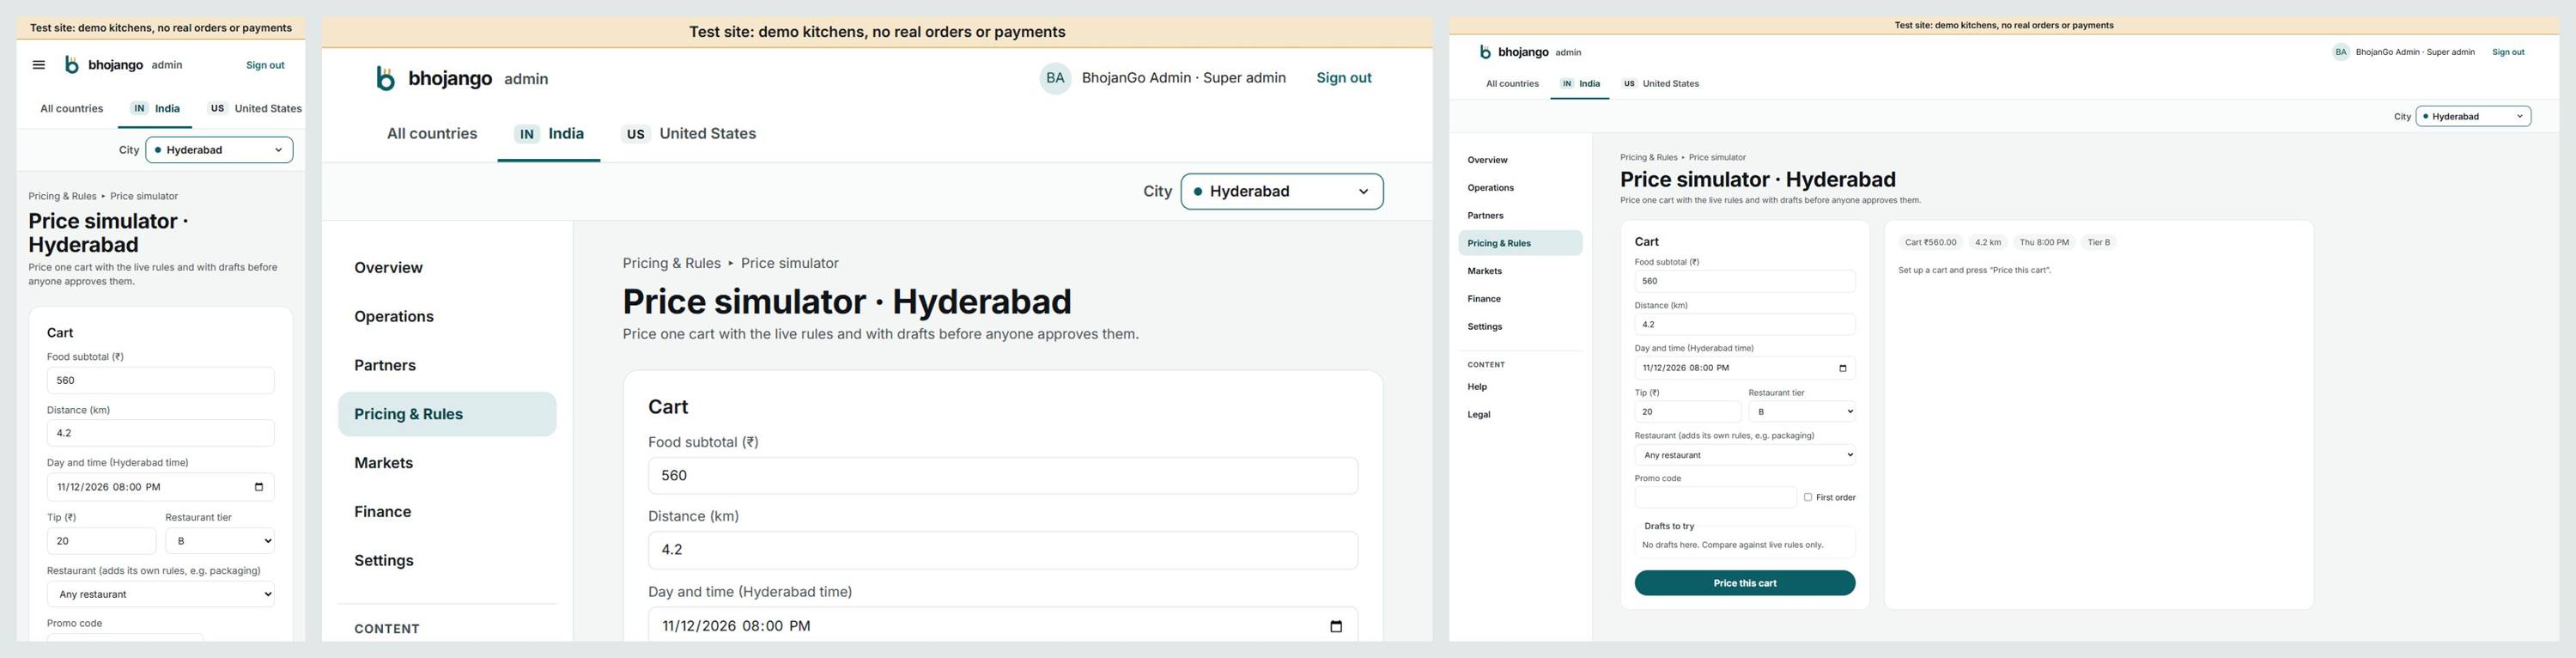 Test site: demo kitchens, no real orders or payments
bhojango admin Sign out
All countries IN India US United States
City Hyderabad
Pricing & Rules ▸ Price simulator
Price simulator ·
Hyderabad
Price one cart with the live rules and with drafts before
anyone approves them.
Cart
Food subtotal (₹)
560
Distance (km)
4.2
Day and time (Hyderabad time)
11/12/2026 08:00 PM
Tip (₹) Restaurant tier
20 B
Restaurant (adds its own rules, e.g. packaging)
Any restaurant
Promo code
Test site: demo kitchens, no real orders or payments
bhojango admin BA BhojanGo Admin · Super admin Sign out
All countries IN India US United States
City Hyderabad
Overview
Operations
Partners
Pricing & Rules
Markets
Finance
Settings
CONTENT
Pricing & Rules ▸ Price simulator
Price simulator · Hyderabad
Price one cart with the live rules and with drafts before anyone approves them.
Cart
Food subtotal (₹)
560
Distance (km)
4.2
Day and time (Hyderabad time)
11/12/2026 08:00 PM
Test site: demo kitchens, no real orders or payments
bhojango admin BA BhojanGo Admin · Super admin Sign out
All countries IN India US United States
City Hyderabad
Overview
Operations
Partners
Pricing & Rules
Markets
Finance
Settings
CONTENT
Help
Legal
Pricing & Rules ▸ Price simulator
Price simulator · Hyderabad
Price one cart with the live rules and with drafts before anyone approves them.
Cart
Food subtotal (₹)
560
Distance (km)
4.2
Day and time (Hyderabad time)
11/12/2026 08:00 PM
Tip (₹) Restaurant tier
20 B
Restaurant (adds its own rules, e.g. packaging)
Any restaurant
Promo code
First order
Drafts to try
No drafts here. Compare against live rules only.
Price this cart
Cart ₹560.00 4.2 km Thu 8:00 PM Tier B
Set up a cart and press “Price this cart”.